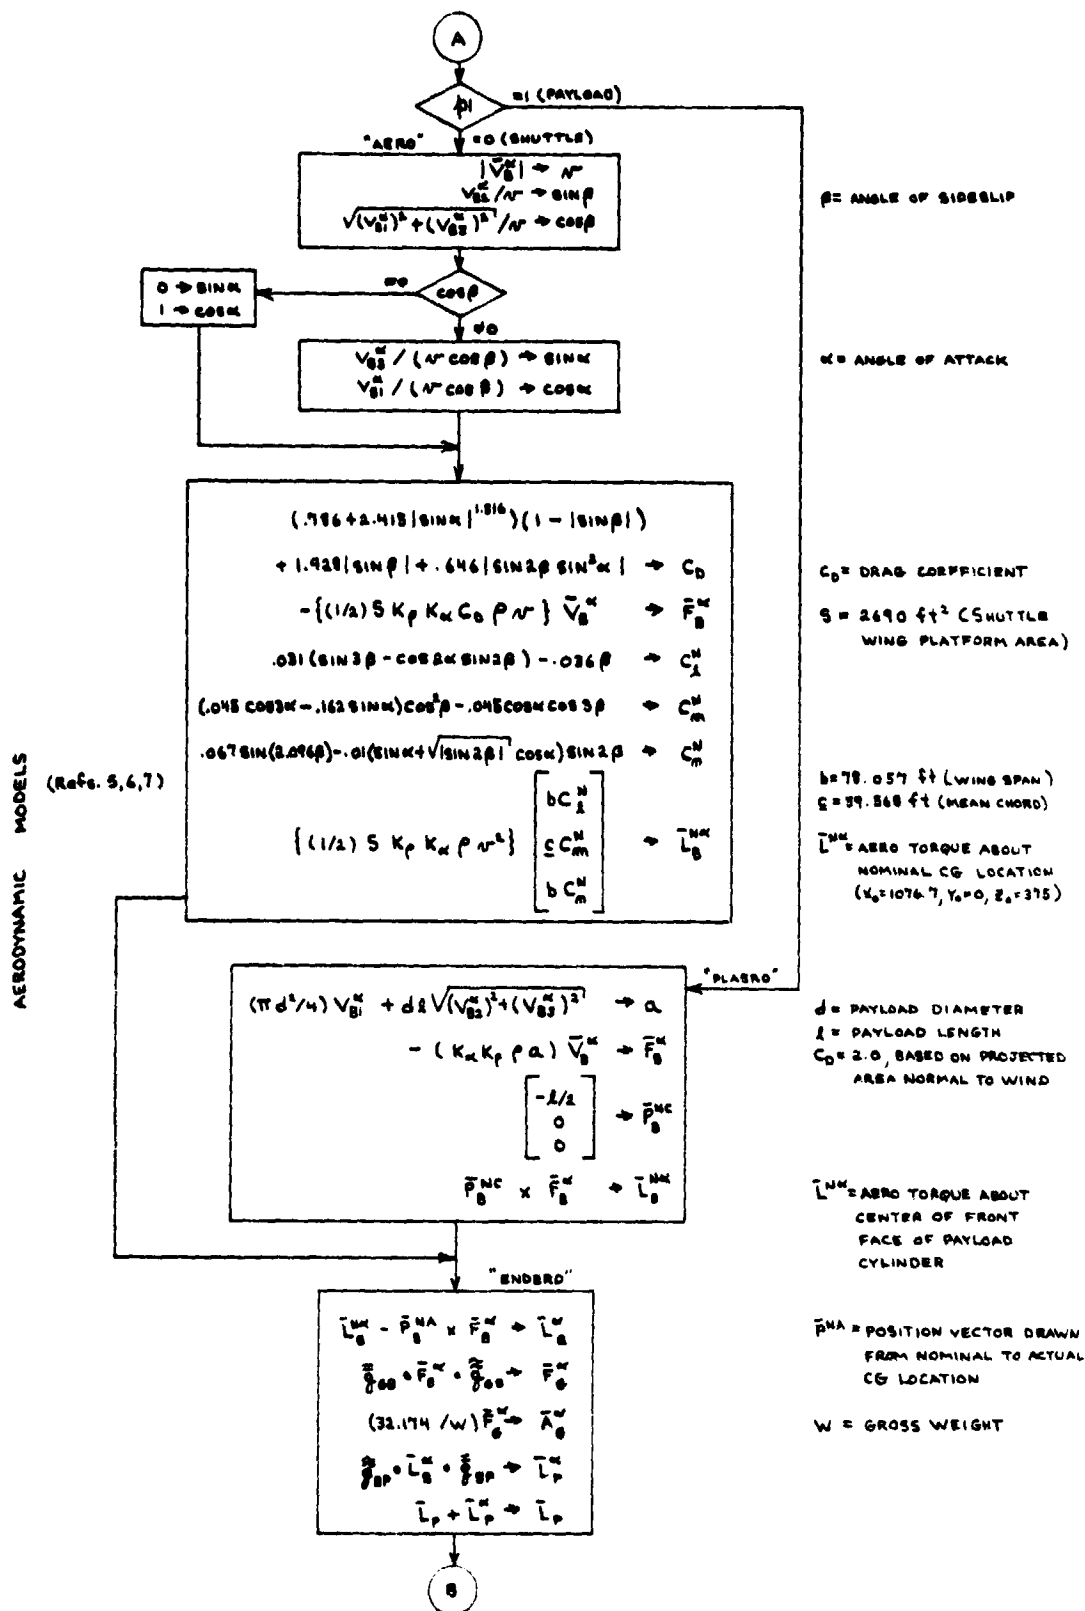 A
pl
=1 (PAYLOAD)
=0 (SHUTTLE)
"AERO"
|V̄_B^α| → v
V_B2^α / v → sin β
√((V_B1^α)² + (V_B3^α)²) / v → cos β
β = ANGLE OF SIDESLIP
cos β
=0
0 → sin α
1 → cos α
≠0
V_B3^α / (v cos β) → sin α
V_B1^α / (v cos β) → cos α
α = ANGLE OF ATTACK
(.786+2.415|sin α|^1.816)(1 - |sin β|)
+ 1.928|sin β| + .646|sin 2β sin² α| → C_D
C_D = DRAG COEFFICIENT
-{(1/2) S K_ρ K_α C_D ρ v} V̄_B^α → F̄_B^α
S = 2690 ft² (SHUTTLE
WING PLATFORM AREA)
.031(sin 3β - cos 2α sin 2β) - .036β → C_l^N
(.045 cos 3α - .162 sin α) cos² β - .045 cos α cos 3β → C_m^N
.067 sin(2.096β) - .01(sin α + √|sin 2β| cos α) sin 2β → C_m^N
{(1/2) S K_ρ K_α ρ v²} [b C_l^N
c C_m^N
b C_m^N] → L̄_B^Nα
b = 78.057 ft (WING SPAN)
c = 39.568 ft (MEAN CHORD)
L̄^Nα = AERO TORQUE ABOUT
NOMINAL CG LOCATION
(X₀=1076.7, Y₀=0, Z₀=375)
AERODYNAMIC MODELS
(Refs. 5,6,7)
"PLAERO"
(π d²/4) V_B1^α + d l √((V_B2^α)² + (V_B3^α)²) → a
- (K_α K_ρ ρ a) V̄_B^α → F̄_B^α
[-l/2
0
0] → P̄_B^NC
P̄_B^NC × F̄_B^α → L̄_B^Nα
d = PAYLOAD DIAMETER
l = PAYLOAD LENGTH
C_D = 2.0, BASED ON PROJECTED
AREA NORMAL TO WIND
L̄^Nα = AERO TORQUE ABOUT
CENTER OF FRONT
FACE OF PAYLOAD
CYLINDER
"ENDERO"
L̄_B^Nα - P̄_B^NA × F̄_B^α → L̄_B^α
g̃_GB ∘ F̄_B^α ∘ g̃_GB → F̄_G^α
(32.174 / W) F̄_G^α → Ā_G^α
g̃_BP ∘ L̄_B^α ∘ g̃_BP → L̄_P^α
L̄_P + L̄_P^α → L̄_P
P̄^NA = POSITION VECTOR DRAWN
FROM NOMINAL TO ACTUAL
CG LOCATION
W = GROSS WEIGHT
B